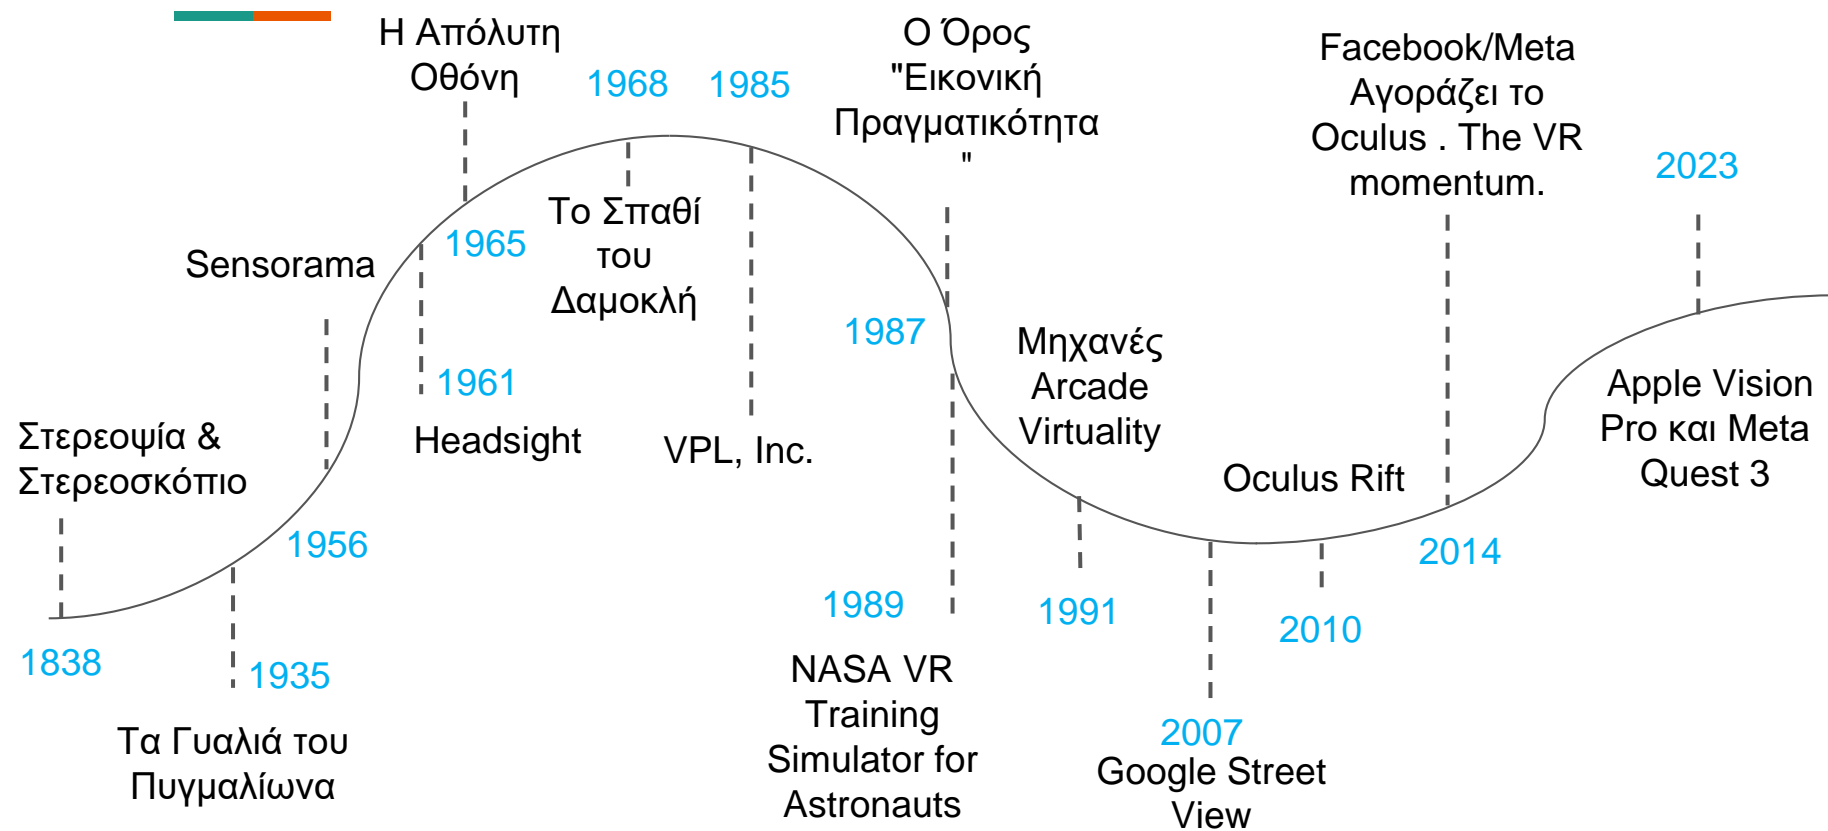 Στερεοψία &
Στερεοσκόπιο
1838
1935
Τα Γυαλιά του
Πυγμαλίωνα
Sensorama
1956
1961
Headsight
Η Απόλυτη
Οθόνη
1965
1968
Το Σπαθί
του
Δαμοκλή
1985
VPL, Inc.
Ο Όρος
"Εικονική
Πραγματικότητα
"
1987
1989
NASA VR
Training
Simulator for
Astronauts
Μηχανές
Arcade
Virtuality
1991
2007
Google Street
View
Oculus Rift
2010
Facebook/Meta
Αγοράζει το
Oculus . The VR
momentum.
2014
2023
Apple Vision
Pro και Meta
Quest 3